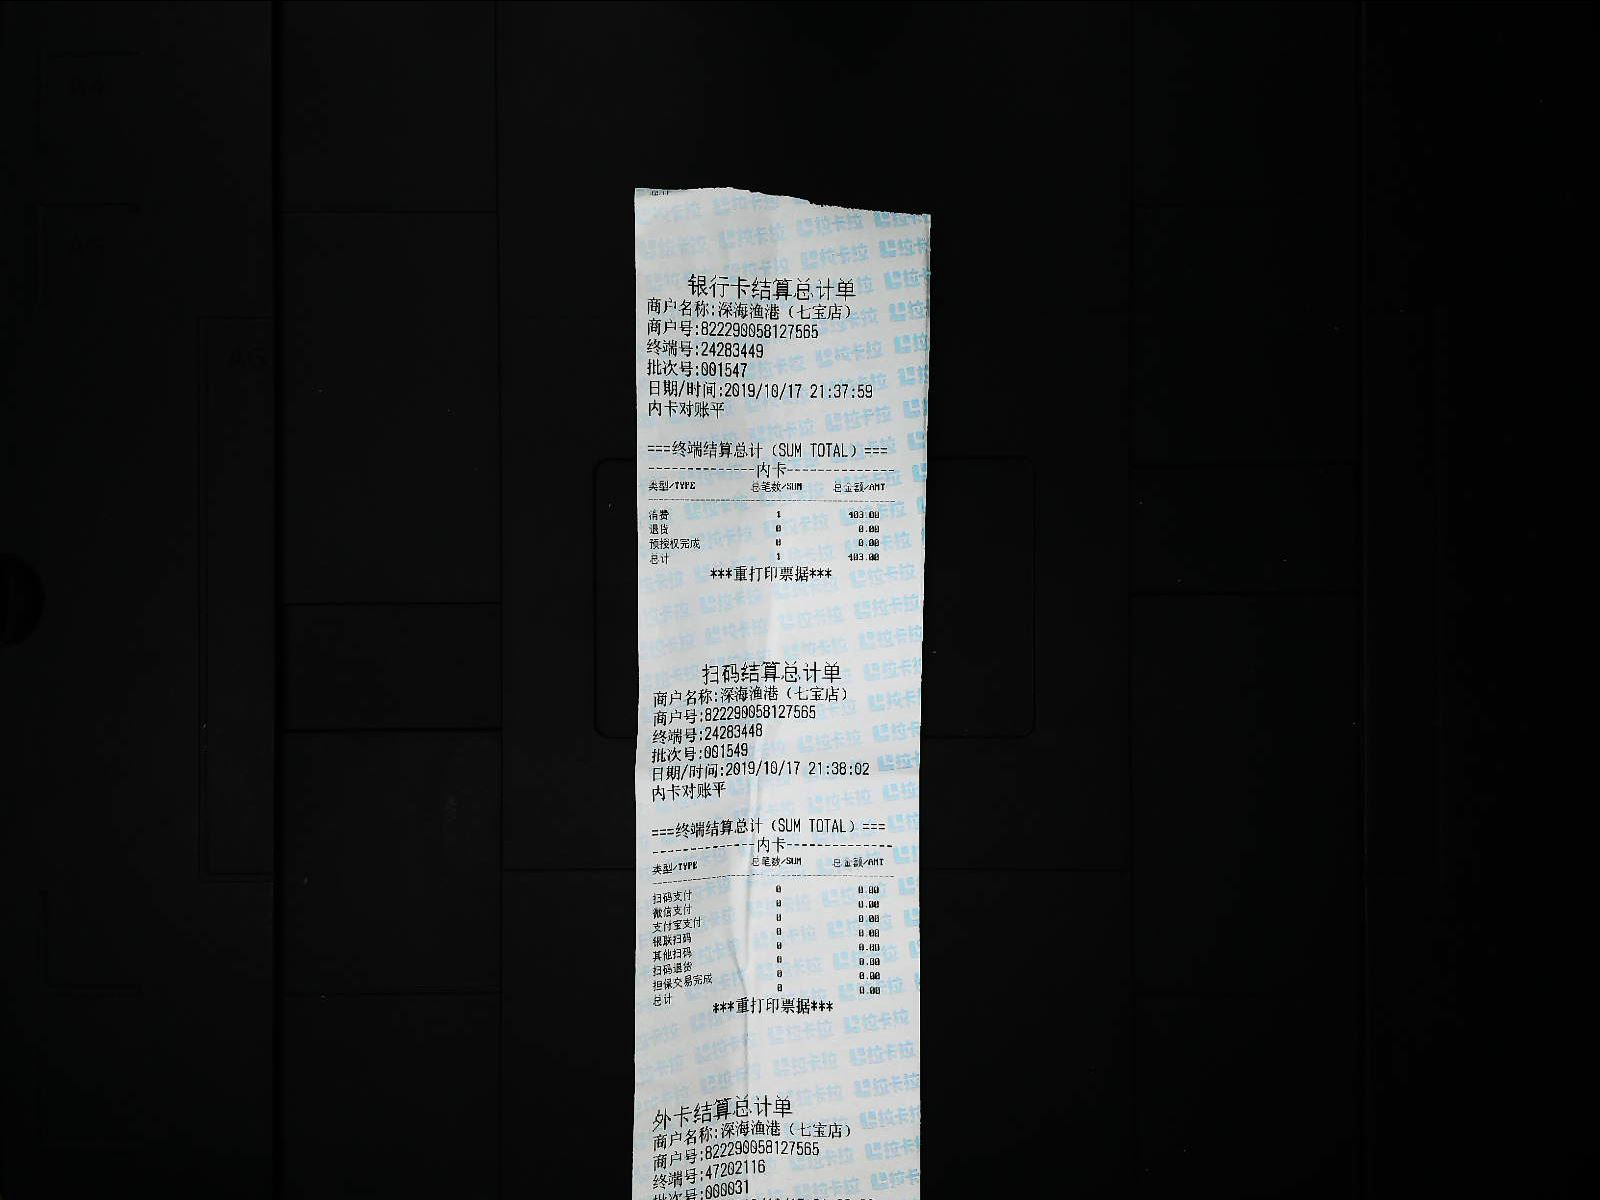 银行卡结算总计单
商户名称:深海渔港（七宝店）
商户号:822290058127565
终端号:24283449
批次号:001547
日期/时间:2019/10/17 21:37:59
内卡对账平
===终端结算总计（SUM TOTAL）===
---------------内卡---------------
类型/TYPE 总笔数/SUM 总金额/AMT
消费 1 403.00
退货 0 0.00
预授权完成 0 0.00
总计 1 403.00
***重打印票据***
扫码结算总计单
商户名称:深海渔港（七宝店）
商户号:822290058127565
终端号:24283448
批次号:001549
日期/时间:2019/10/17 21:38:02
内卡对账平
===终端结算总计（SUM TOTAL）===
---------------内卡---------------
类型/TYPE 总笔数/SUM 总金额/AMT
扫码支付 0 0.00
微信支付 0 0.00
支付宝支付 0 0.00
银联扫码 0 0.00
其他扫码 0 0.00
扫码退货 0 0.00
担保交易完成 0 0.00
总计 0 0.00
***重打印票据***
外卡结算总计单
商户名称:深海渔港（七宝店）
商户号:822290058127565
终端号:47202116
批次号:000031